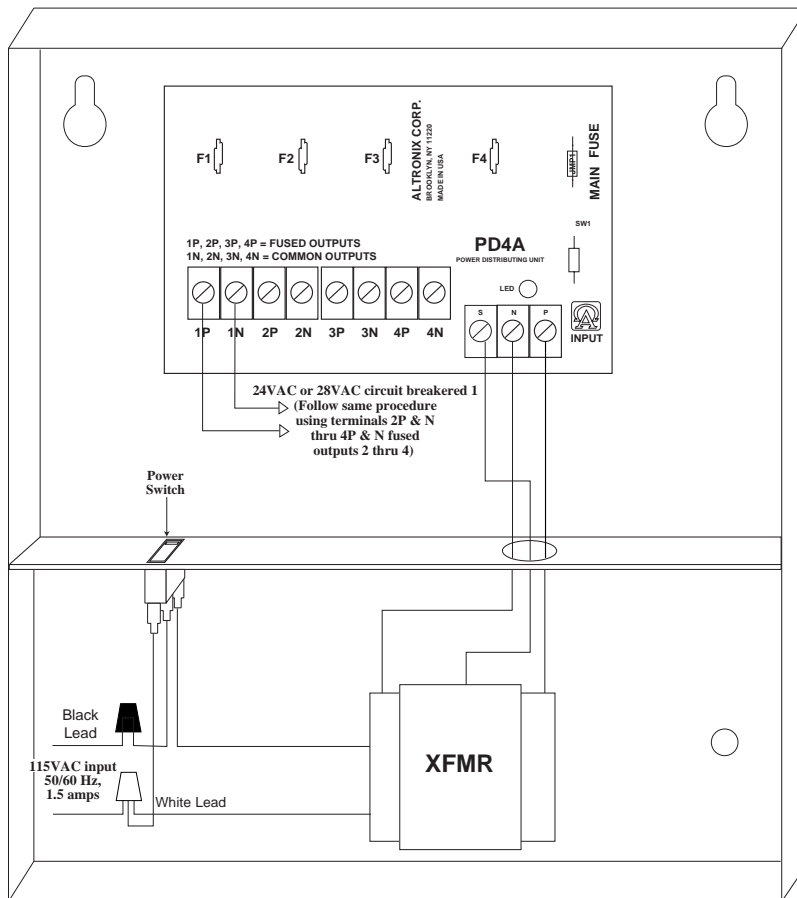 F1
F2
F3
ALTRONIX CORP.
BROOKLYN, NY 11220
MADE IN USA
F4
JMP1
MAIN FUSE
1P, 2P, 3P, 4P = FUSED OUTPUTS
1N, 2N, 3N, 4N = COMMON OUTPUTS
PD4A
POWER DISTRIBUTING UNIT
SW1
LED
S N P
INPUT
1P 1N 2P 2N 3P 3N 4P 4N
24VAC or 28VAC circuit breakered 1
(Follow same procedure
using terminals 2P & N
thru 4P & N fused
outputs 2 thru 4)
Power
Switch
Black
Lead
115VAC input
50/60 Hz,
1.5 amps
White Lead
XFMR